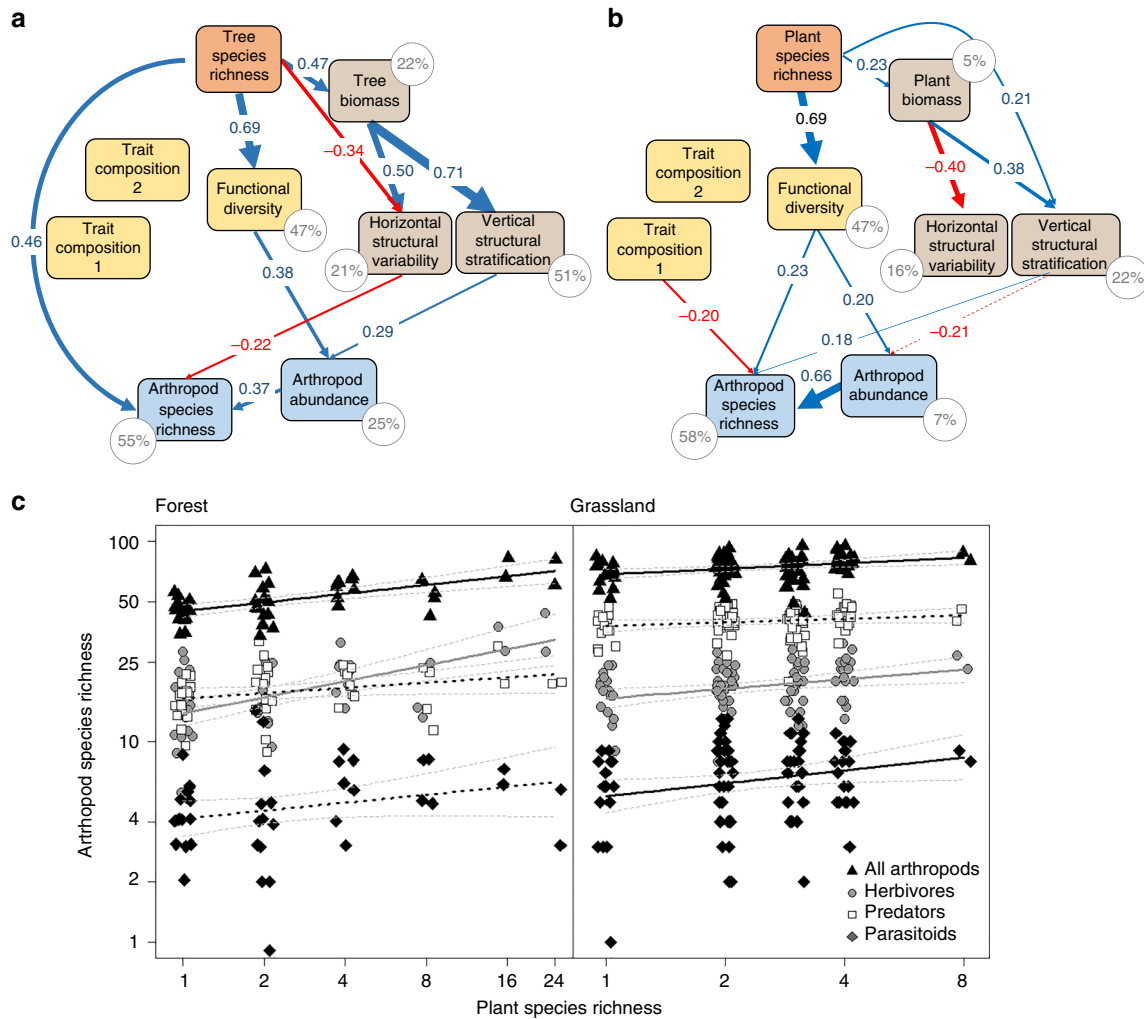 a
Tree
species
richness
0.47
22%
Tree
biomass
0.69
−0.34
0.50
0.71
Trait
composition
2
Functional
diversity
47%
Trait
composition
1
0.46
Horizontal
structural
variability
21%
Vertical
structural
stratification
51%
0.38
0.29
−0.22
0.37
Arthropod
species
richness
55%
Arthropod
abundance
25%
b
Plant
species
richness
0.23
5%
Plant
biomass
0.21
0.69
−0.40
0.38
Trait
composition
2
Functional
diversity
47%
Trait
composition
1
Horizontal
structural
variability
16%
Vertical
structural
stratification
22%
−0.20
0.23
0.20
0.18
−0.21
0.66
Arthropod
species
richness
58%
Arthropod
abundance
7%
c
Forest
Grassland
Artrhopod species richness
100
50
25
10
4
2
1
All arthropods
Herbivores
Predators
Parasitoids
1 2 4 8 16 24 1 2 4 8
Plant species richness